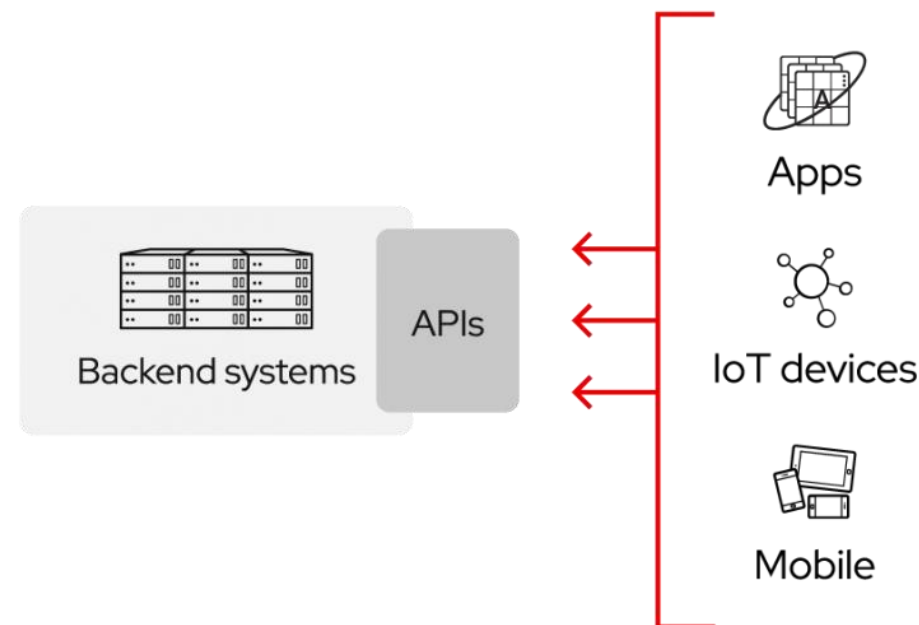 A
Apps
Backend systems
APIs
IoT devices
Mobile